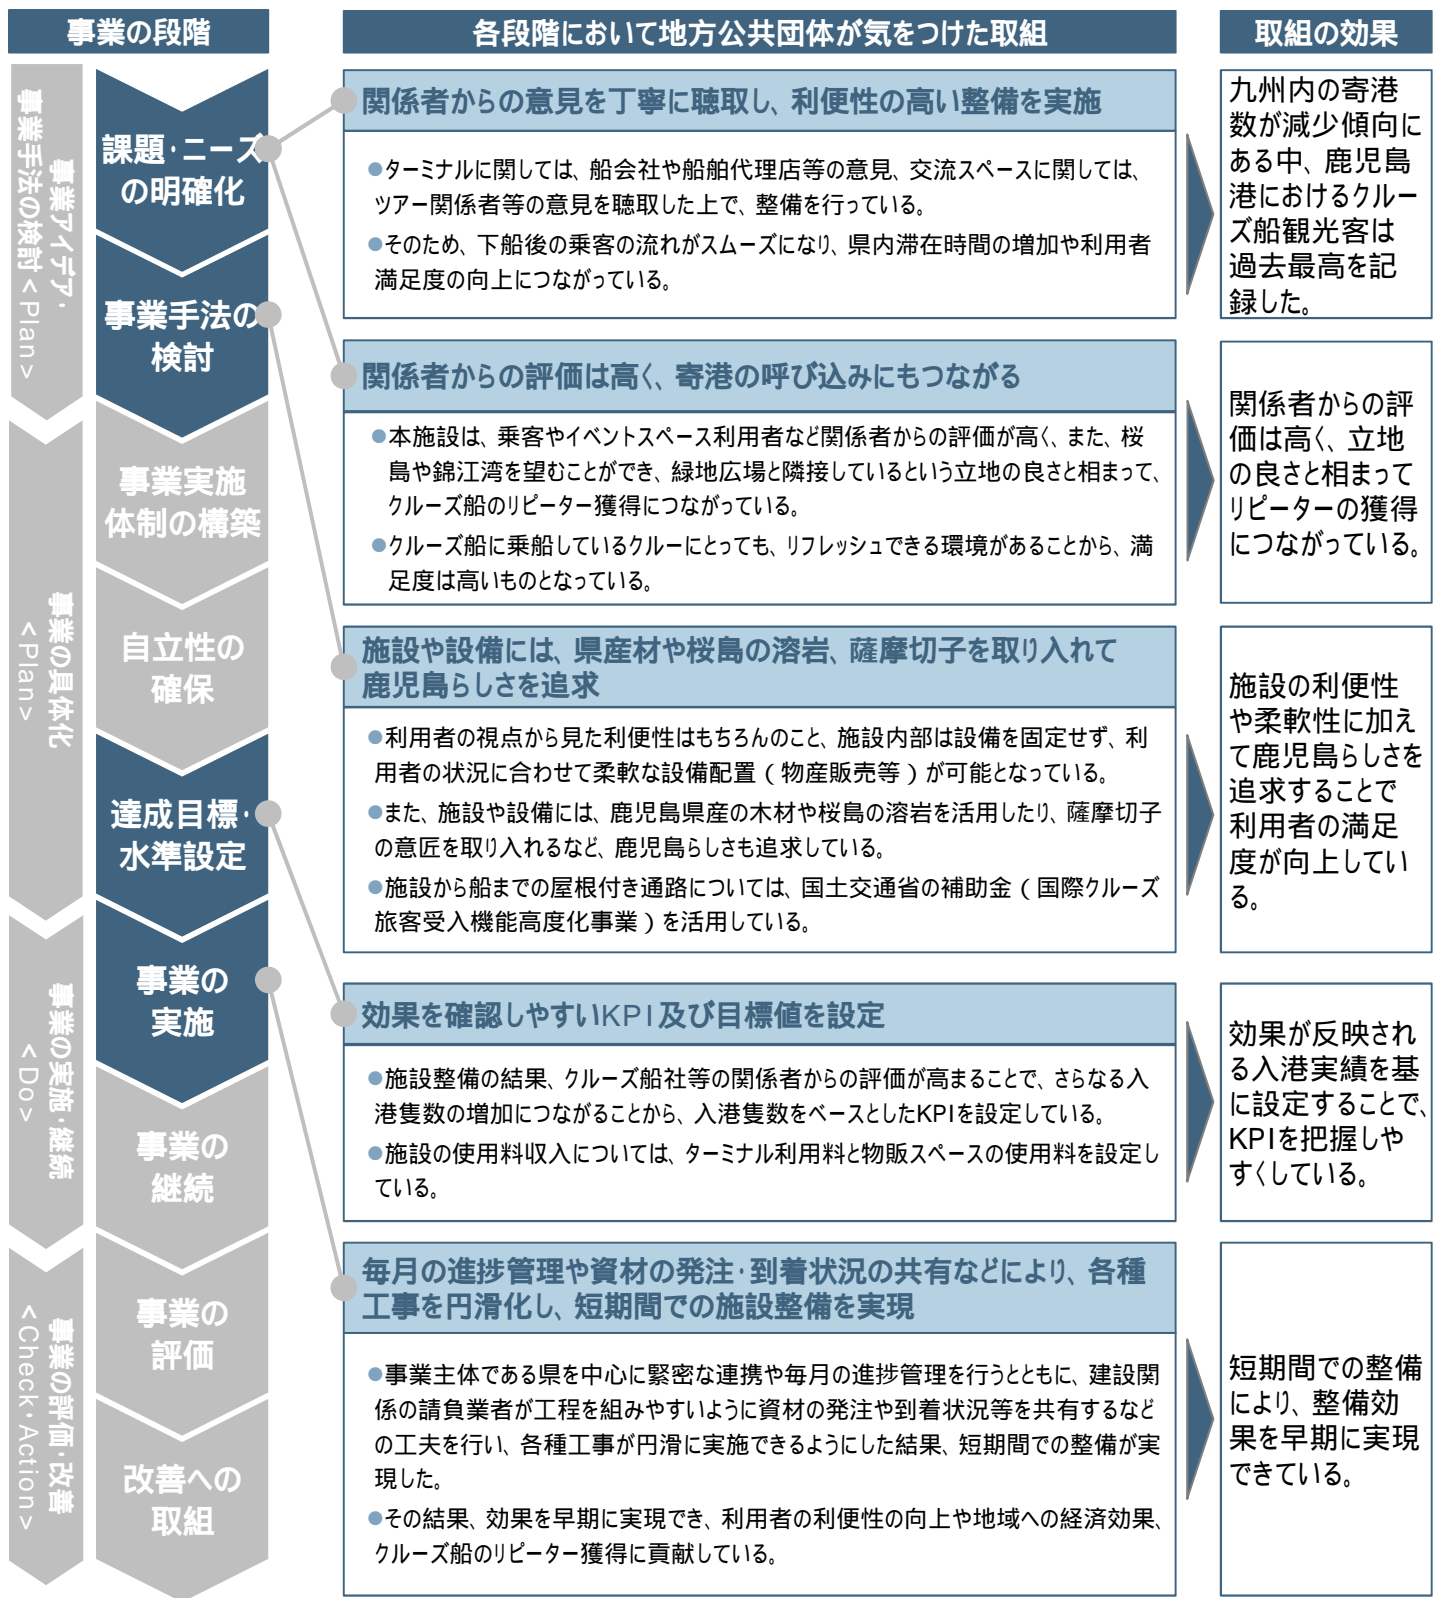 事業の段階
各段階において地方公共団体が気をつけた取組
取組の効果
事業アイデア・
事業手法の検討<Plan>
事業の具体化
<Plan>
事業の実施・継続
<Do>
事業の評価・改善
<Check・Action>
課題・ニーズ
の明確化
事業手法の
検討
事業実施
体制の構築
自立性の
確保
達成目標・
水準設定
事業の
実施
事業の
継続
事業の
評価
改善への
取組
関係者からの意見を丁寧に聴取し、利便性の高い整備を実施
●ターミナルに関しては、船会社や船舶代理店等の意見、交流スペースに関しては、
ツアー関係者等の意見を聴取した上で、整備を行っている。
●そのため、下船後の乗客の流れがスムーズになり、県内滞在時間の増加や利用者
満足度の向上につながっている。
九州内の寄港
数が減少傾向に
ある中、鹿児島
港におけるクルー
ズ船観光客は
過去最高を記
録した。
関係者からの評価は高く、寄港の呼び込みにもつながる
●本施設は、乗客やイベントスペース利用者など関係者からの評価が高く、また、桜
島や錦江湾を望むことができ、緑地広場と隣接しているという立地の良さと相まって、
クルーズ船のリピーター獲得につながっている。
●クルーズ船に乗船しているクルーにとっても、リフレッシュできる環境があることから、満
足度は高いものとなっている。
関係者からの評
価は高く、立地
の良さと相まって
リピーターの獲得
につながっている。
施設や設備には、県産材や桜島の溶岩、薩摩切子を取り入れて
鹿児島らしさを追求
●利用者の視点から見た利便性はもちろんのこと、施設内部は設備を固定せず、利
用者の状況に合わせて柔軟な設備配置(物産販売等)が可能となっている。
●また、施設や設備には、鹿児島県産の木材や桜島の溶岩を活用したり、薩摩切子
の意匠を取り入れるなど、鹿児島らしさも追求している。
●施設から船までの屋根付き通路については、国土交通省の補助金(国際クルーズ
旅客受入機能高度化事業)を活用している。
施設の利便性
や柔軟性に加え
て鹿児島らしさを
追求することで
利用者の満足
度が向上してい
る。
効果を確認しやすいKPI及び目標値を設定
●施設整備の結果、クルーズ船社等の関係者からの評価が高まることで、さらなる入
港隻数の増加につながることから、入港隻数をベースとしたKPIを設定している。
●施設の使用料収入については、ターミナル利用料と物販スペースの使用料を設定し
ている。
効果が反映され
る入港実績を基
に設定することで、
KPIを把握しや
すくしている。
毎月の進捗管理や資材の発注・到着状況の共有などにより、各種
工事を円滑化し、短期間での施設整備を実現
●事業主体である県を中心に緊密な連携や毎月の進捗管理を行うとともに、建設関
係の請負業者が工程を組みやすいように資材の発注や到着状況等を共有するなど
の工夫を行い、各種工事が円滑に実施できるようにした結果、短期間での整備が実
現した。
●その結果、効果を早期に実現でき、利用者の利便性の向上や地域への経済効果、
クルーズ船のリピーター獲得に貢献している。
短期間での整備
により、整備効
果を早期に実現
できている。